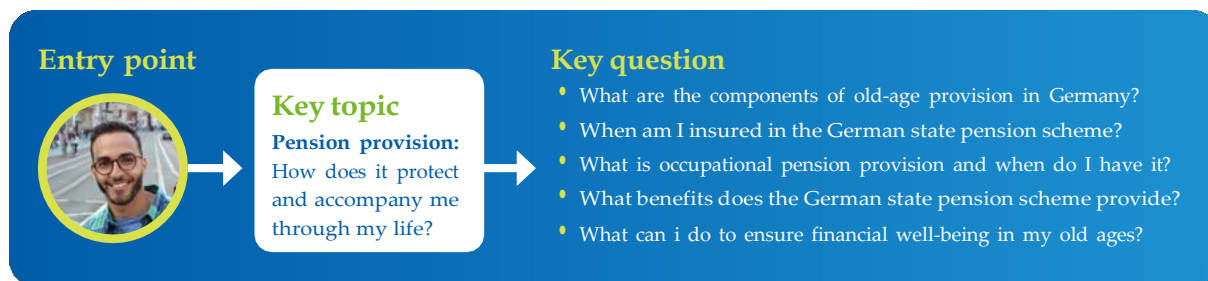 Entry point
Key topic
Pension provision:
How does it protect
and accompany me
through my life?
Key question
• What are the components of old-age provision in Germany?
• When am I insured in the German state pension scheme?
• What is occupational pension provision and when do I have it?
• What benefits does the German state pension scheme provide?
• What can i do to ensure financial well-being in my old ages?